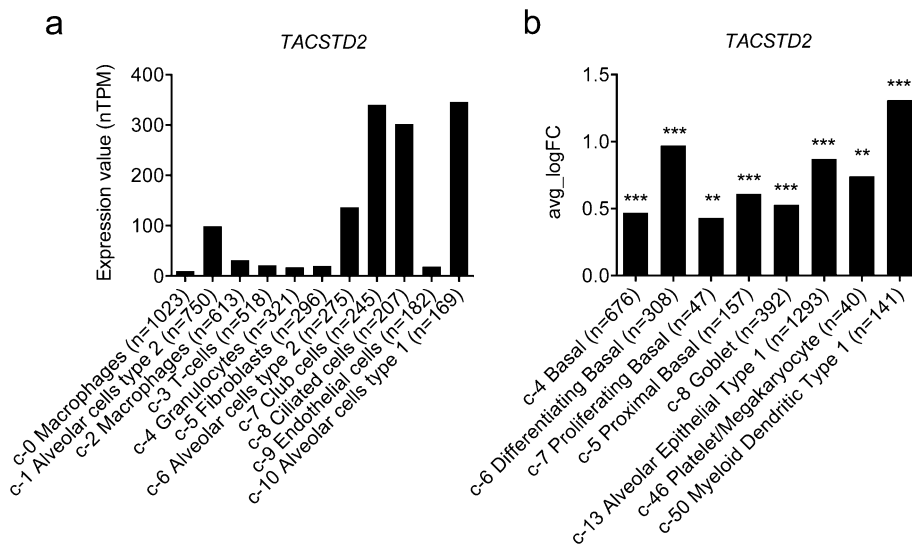 a
TACSTD2
Expression value (nTPM)
400
300
200
100
0
c-0 Macrophages (n=1023)
c-1 Alveolar cells type 2 (n=750)
c-2 Macrophages (n=613)
c-3 T-cells (n=518)
c-4 Granulocytes (n=321)
c-5 Fibroblasts (n=296)
c-6 Alveolar cells type 2 (n=275)
c-7 Club cells (n=245)
c-8 Ciliated cells (n=207)
c-9 Endothelial cells (n=182)
c-10 Alveolar cells type 1 (n=169)
b
TACSTD2
avg_logFC
1.5
1.0
0.5
0.0
***
***
**
***
***
***
**
***
c-4 Basal (n=676)
c-6 Differentiating Basal (n=308)
c-7 Proliferating Basal (n=47)
c-5 Proximal Basal (n=157)
c-8 Goblet (n=392)
c-13 Alveolar Epithelial Type 1 (n=1293)
c-46 Platelet/Megakaryocyte (n=40)
c-50 Myeloid Dendritic Type 1 (n=141)